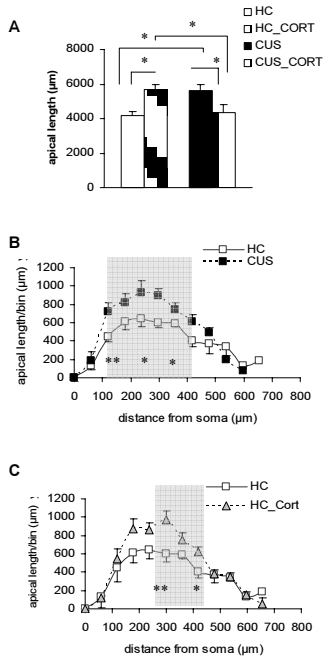 A
HC
HC_CORT
CUS
CUS_CORT
* *
* *
apical length (µm)
8000
6000
4000
2000
0
B
HC
CUS
apical length/bin (µm)
1200
1000
800
600
400
200
0
** * *
0 100 200 300 400 500 600 700 800
distance from soma (µm)
C
HC
HC_Cort
apical length/bin (µm)
1200
1000
800
600
400
200
0
** *
0 100 200 300 400 500 600 700 800
distance from soma (µm)